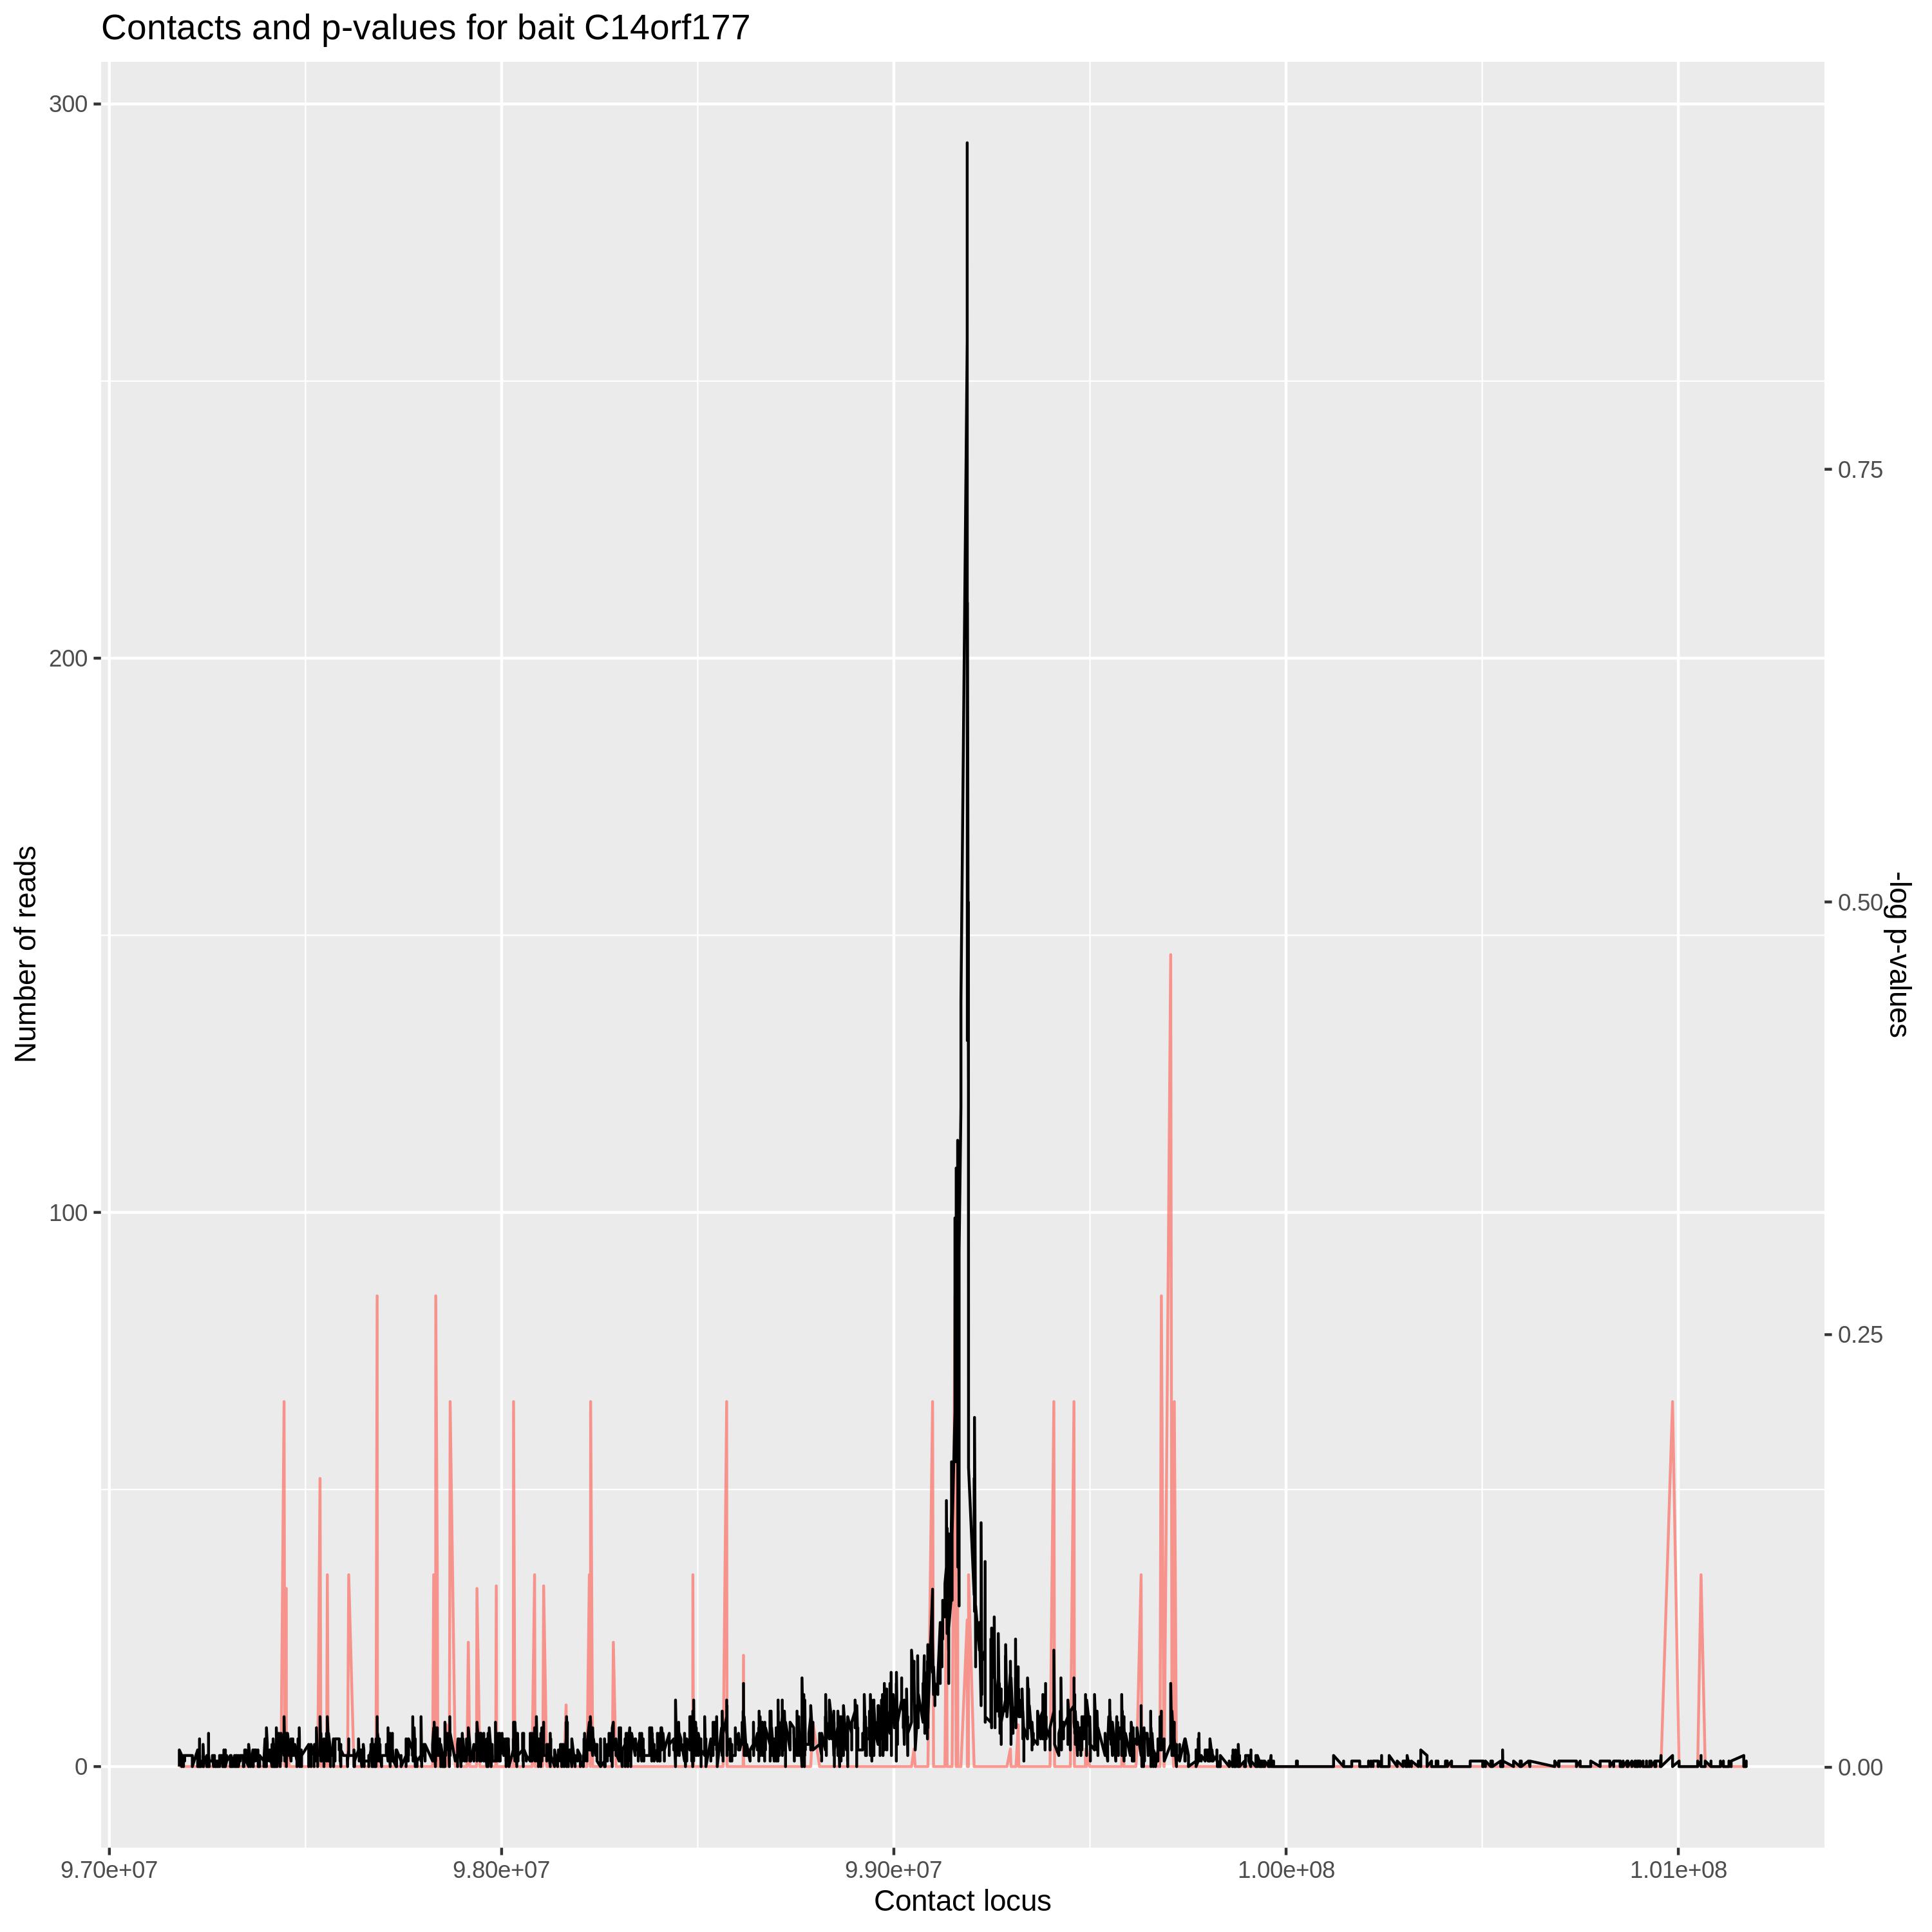 Contacts and p-values for bait C14orf177
300
200
100
0
Number of reads
0.75
0.50
0.25
0.00
-log p-values
9.70e+07
9.80e+07
9.90e+07
1.00e+08
1.01e+08
Contact locus